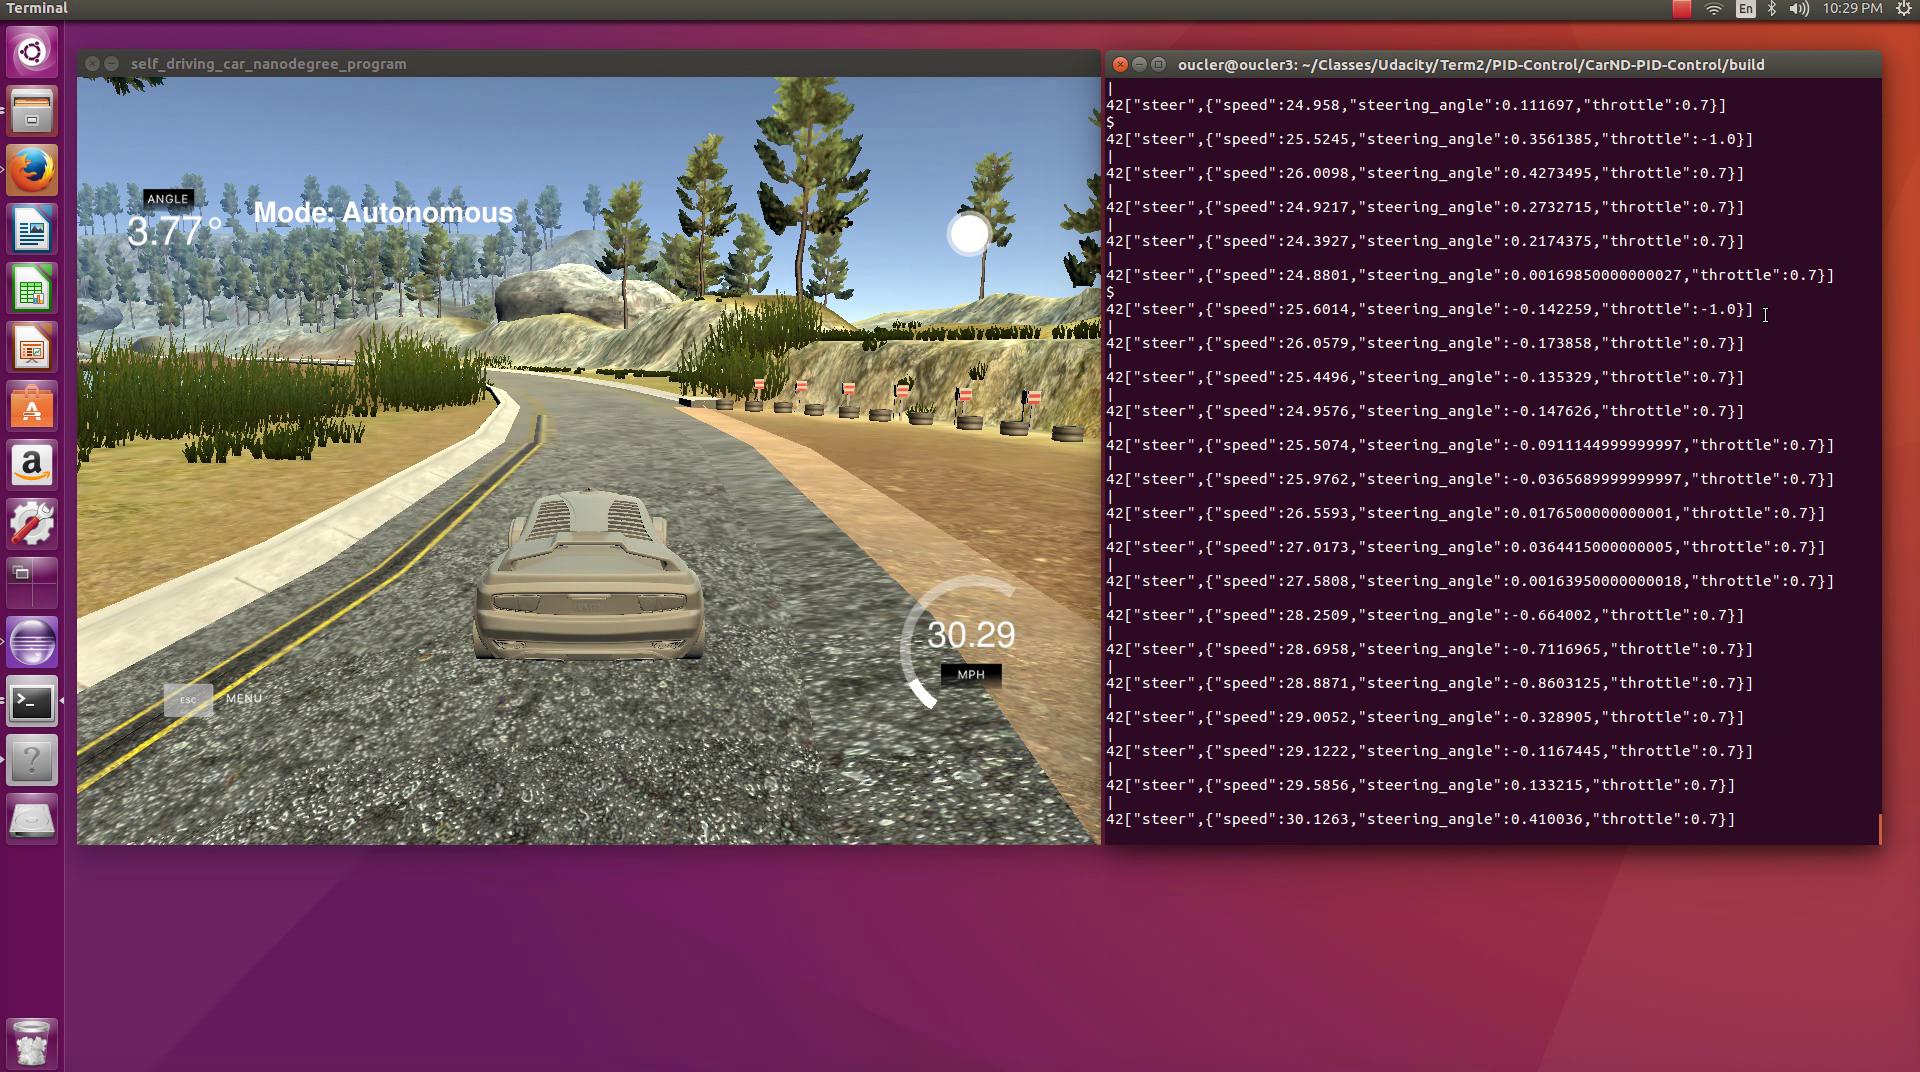 Terminal
En
10:29 PM
self_driving_car_nanodegree_program
ANGLE
3.77°
Mode: Autonomous
30.29
MPH
ESC
MENU
a
?
oucler@oucler3: ~/Classes/Udacity/Term2/PID-Control/CarND-PID-Control/build
|
42["steer",{"speed":24.958,"steering_angle":0.111697,"throttle":0.7}]
$
42["steer",{"speed":25.5245,"steering_angle":0.3561385,"throttle":-1.0}]
|
42["steer",{"speed":26.0098,"steering_angle":0.4273495,"throttle":0.7}]
|
42["steer",{"speed":24.9217,"steering_angle":0.2732715,"throttle":0.7}]
|
42["steer",{"speed":24.3927,"steering_angle":0.2174375,"throttle":0.7}]
|
42["steer",{"speed":24.8801,"steering_angle":0.00169850000000027,"throttle":0.7}]
$
42["steer",{"speed":25.6014,"steering_angle":-0.142259,"throttle":-1.0}]
|
42["steer",{"speed":26.0579,"steering_angle":-0.173858,"throttle":0.7}]
|
42["steer",{"speed":25.4496,"steering_angle":-0.135329,"throttle":0.7}]
|
42["steer",{"speed":24.9576,"steering_angle":-0.147626,"throttle":0.7}]
|
42["steer",{"speed":25.5074,"steering_angle":-0.0911144999999997,"throttle":0.7}]
|
42["steer",{"speed":25.9762,"steering_angle":-0.0365689999999997,"throttle":0.7}]
|
42["steer",{"speed":26.5593,"steering_angle":0.0176500000000001,"throttle":0.7}]
|
42["steer",{"speed":27.0173,"steering_angle":0.0364415000000005,"throttle":0.7}]
|
42["steer",{"speed":27.5808,"steering_angle":0.00163950000000018,"throttle":0.7}]
|
42["steer",{"speed":28.2509,"steering_angle":-0.664002,"throttle":0.7}]
|
42["steer",{"speed":28.6958,"steering_angle":-0.7116965,"throttle":0.7}]
|
42["steer",{"speed":28.8871,"steering_angle":-0.8603125,"throttle":0.7}]
|
42["steer",{"speed":29.0052,"steering_angle":-0.328905,"throttle":0.7}]
|
42["steer",{"speed":29.1222,"steering_angle":-0.1167445,"throttle":0.7}]
|
42["steer",{"speed":29.5856,"steering_angle":0.133215,"throttle":0.7}]
|
42["steer",{"speed":30.1263,"steering_angle":0.410036,"throttle":0.7}]